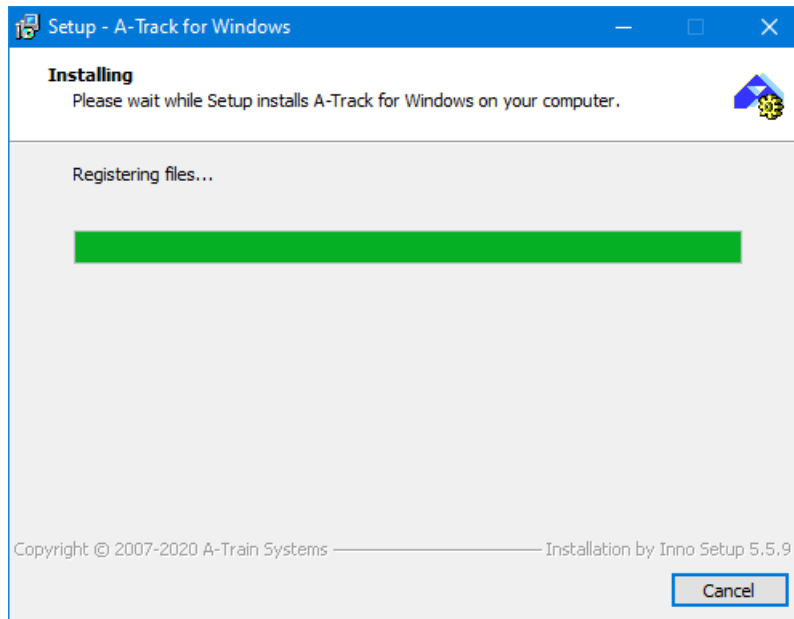 Setup - A-Track for Windows
Installing
Please wait while Setup installs A-Track for Windows on your computer.
Registering files...
Copyright © 2007-2020 A-Train Systems
Installation by Inno Setup 5.5.9
Cancel